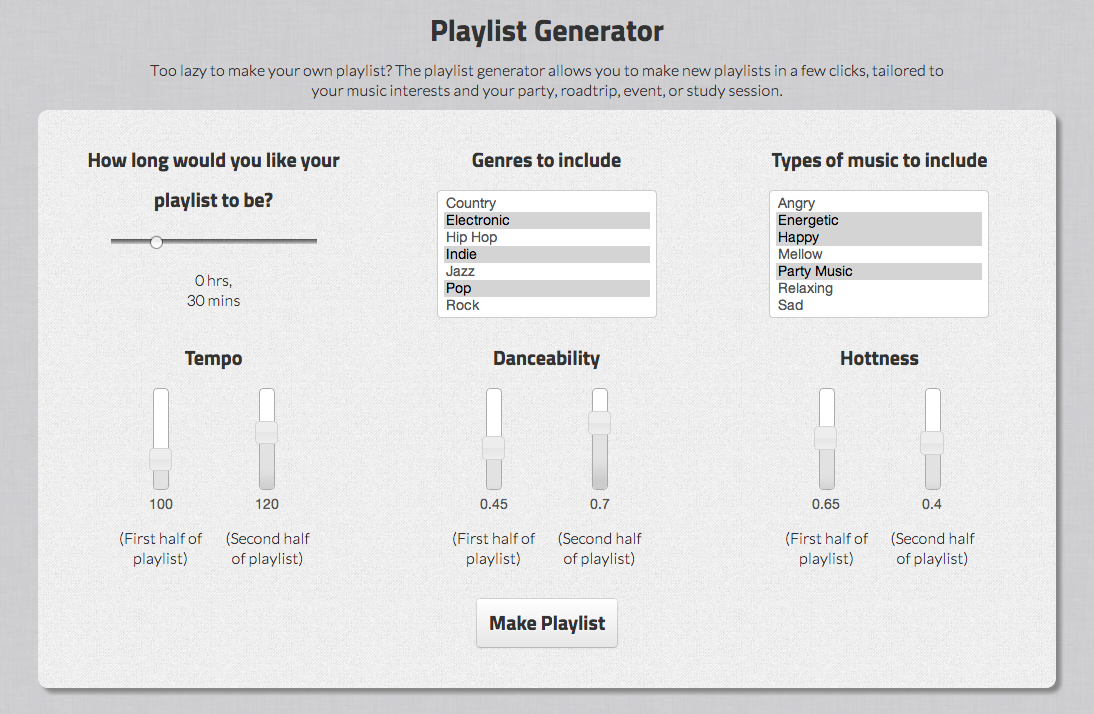 Playlist Generator
Too lazy to make your own playlist? The playlist generator allows you to make new playlists in a few clicks, tailored to
your music interests and your party, roadtrip, event, or study session.
How long would you like your
playlist to be?
0 hrs,
30 mins
Genres to include
Country
Electronic
Hip Hop
Indie
Jazz
Pop
Rock
Types of music to include
Angry
Energetic
Happy
Mellow
Party Music
Relaxing
Sad
Tempo
100
(First half of
playlist)
120
(Second half
of playlist)
Danceability
0.45
(First half of
playlist)
0.7
(Second half
of playlist)
Hottness
0.65
(First half of
playlist)
0.4
(Second half
of playlist)
Make Playlist